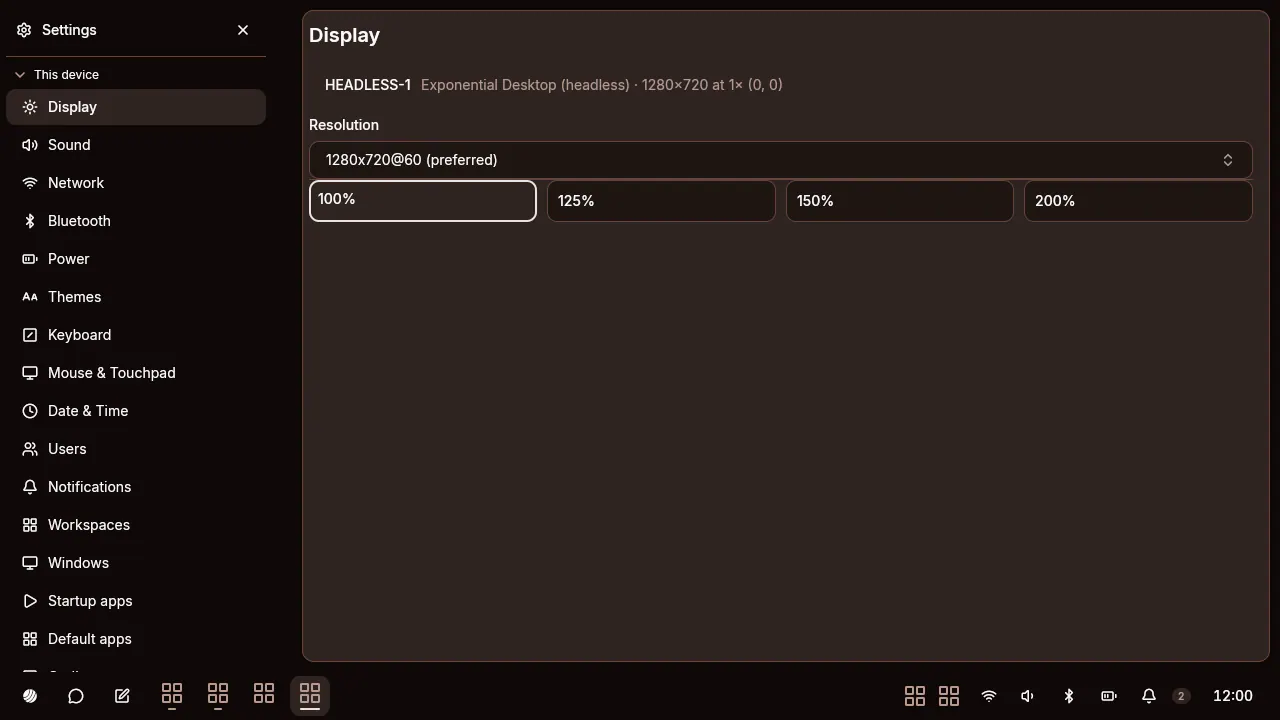 Settings
This device
Display
Sound
Network
Bluetooth
Power
Themes
Keyboard
Mouse & Touchpad
Date & Time
Users
Notifications
Workspaces
Windows
Startup apps
Default apps
Display
HEADLESS-1 Exponential Desktop (headless) · 1280×720 at 1× (0, 0)
Resolution
1280x720@60 (preferred)
100% 125% 150% 200%
2 12:00